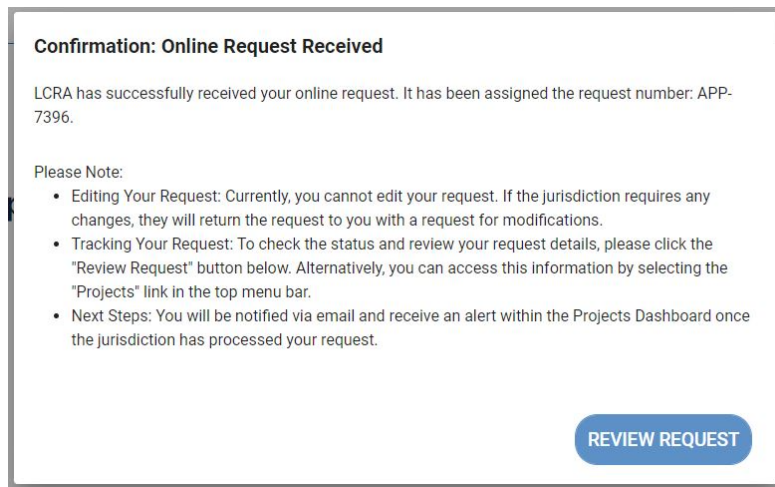 Confirmation: Online Request Received
LCRA has successfully received your online request. It has been assigned the request number: APP-
7396.
Please Note:
• Editing Your Request: Currently, you cannot edit your request. If the jurisdiction requires any
changes, they will return the request to you with a request for modifications.
• Tracking Your Request: To check the status and review your request details, please click the
"Review Request" button below. Alternatively, you can access this information by selecting the
"Projects" link in the top menu bar.
• Next Steps: You will be notified via email and receive an alert within the Projects Dashboard once
the jurisdiction has processed your request.
REVIEW REQUEST